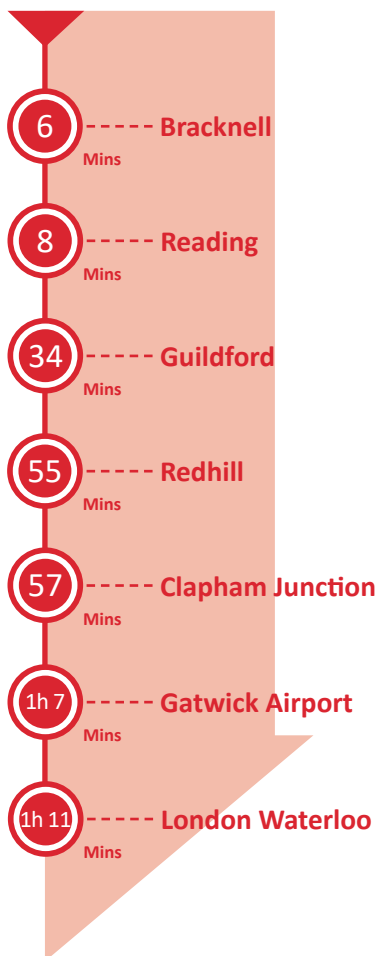 6 Bracknell
Mins
8 Reading
Mins
34 Guildford
Mins
55 Redhill
Mins
57 Clapham Junction
Mins
1h 7 Gatwick Airport
Mins
1h 11 London Waterloo
Mins